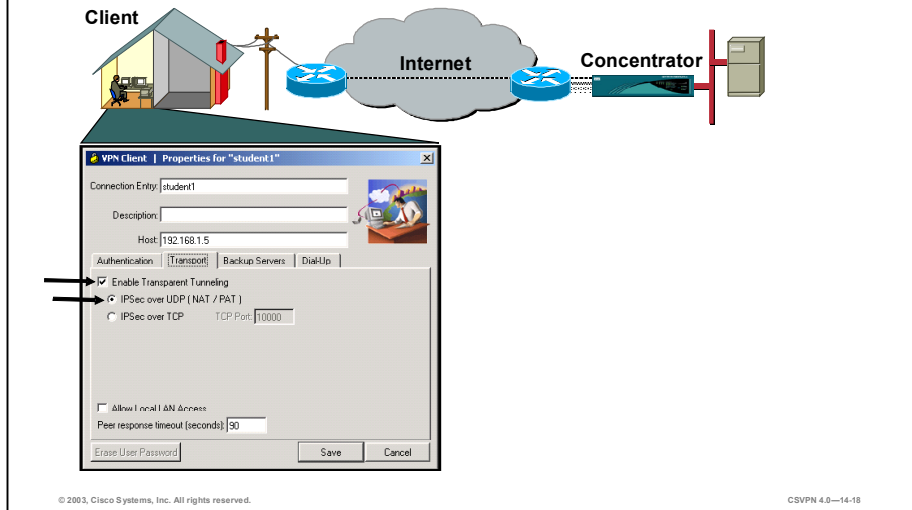 Client
Internet
Concentrator
VPN Client | Properties for "student1"
Connection Entry: student1
Description:
Host: 192.168.1.5
Authentication Transport Backup Servers Dial-Up
Enable Transparent Tunneling
IPSec over UDP ( NAT / PAT )
IPSec over TCP TCP Port: 10000
Allow Local LAN Access
Peer response timeout (seconds): 90
Erase User Password Save Cancel
© 2003, Cisco Systems, Inc. All rights reserved. CSVPN 4.0—14-18